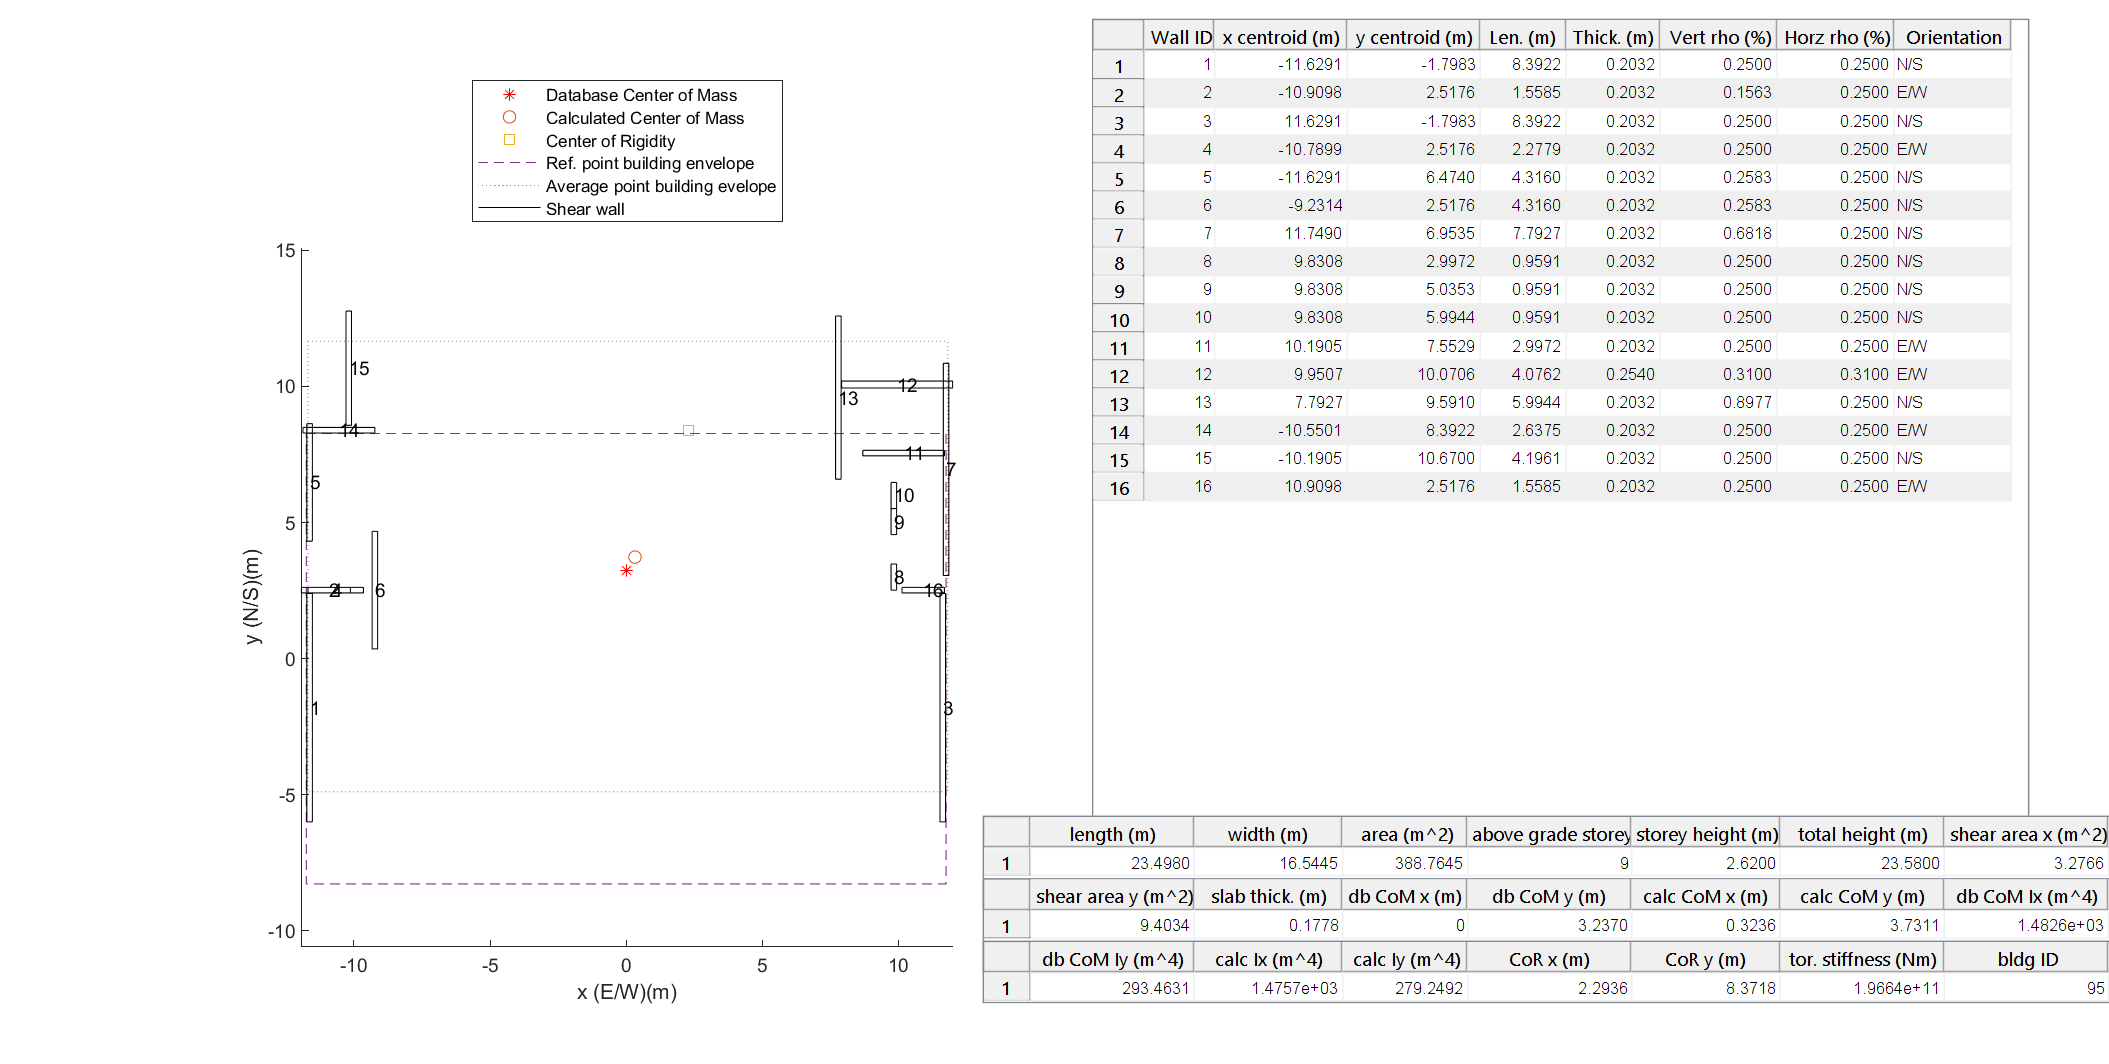 Database Center of Mass
Calculated Center of Mass
Center of Rigidity
Ref. point building envelope
Average point building evelope
Shear wall
15
10
5
0
-5
-10
y (N/S)(m)
-10
-5
0
5
10
x (E/W)(m)
15
12
13
14
11
7
5
10
9
8
2
4
6
16
1
3
Wall ID x centroid (m) y centroid (m) Len. (m) Thick. (m) Vert rho (%) Horz rho (%) Orientation
1 1 -11.6291 -1.7983 8.3922 0.2032 0.2500 0.2500 N/S
2 2 -10.9098 2.5176 1.5585 0.2032 0.1563 0.2500 E/W
3 3 11.6291 -1.7983 8.3922 0.2032 0.2500 0.2500 N/S
4 4 -10.7899 2.5176 2.2779 0.2032 0.2500 0.2500 E/W
5 5 -11.6291 6.4740 4.3160 0.2032 0.2583 0.2500 N/S
6 6 -9.2314 2.5176 4.3160 0.2032 0.2583 0.2500 N/S
7 7 11.7490 6.9535 7.7927 0.2032 0.6818 0.2500 N/S
8 8 9.8308 2.9972 0.9591 0.2032 0.2500 0.2500 N/S
9 9 9.8308 5.0353 0.9591 0.2032 0.2500 0.2500 N/S
10 10 9.8308 5.9944 0.9591 0.2032 0.2500 0.2500 N/S
11 11 10.1905 7.5529 2.9972 0.2032 0.2500 0.2500 E/W
12 12 9.9507 10.0706 4.0762 0.2540 0.3100 0.3100 E/W
13 13 7.7927 9.5910 5.9944 0.2032 0.8977 0.2500 N/S
14 14 -10.5501 8.3922 2.6375 0.2032 0.2500 0.2500 E/W
15 15 -10.1905 10.6700 4.1961 0.2032 0.2500 0.2500 N/S
16 16 10.9098 2.5176 1.5585 0.2032 0.2500 0.2500 E/W
length (m) width (m) area (m^2) above grade storey storey height (m) total height (m) shear area x (m^2)
1 23.4980 16.5445 388.7645 9 2.6200 23.5800 3.2766
shear area y (m^2) slab thick. (m) db CoM x (m) db CoM y (m) calc CoM x (m) calc CoM y (m) db CoM Ix (m^4)
1 9.4034 0.1778 0 3.2370 0.3236 3.7311 1.4826e+03
db CoM Iy (m^4) calc Ix (m^4) calc Iy (m^4) CoR x (m) CoR y (m) tor. stiffness (Nm) bldg ID
1 293.4631 1.4757e+03 279.2492 2.2936 8.3718 1.9664e+11 95